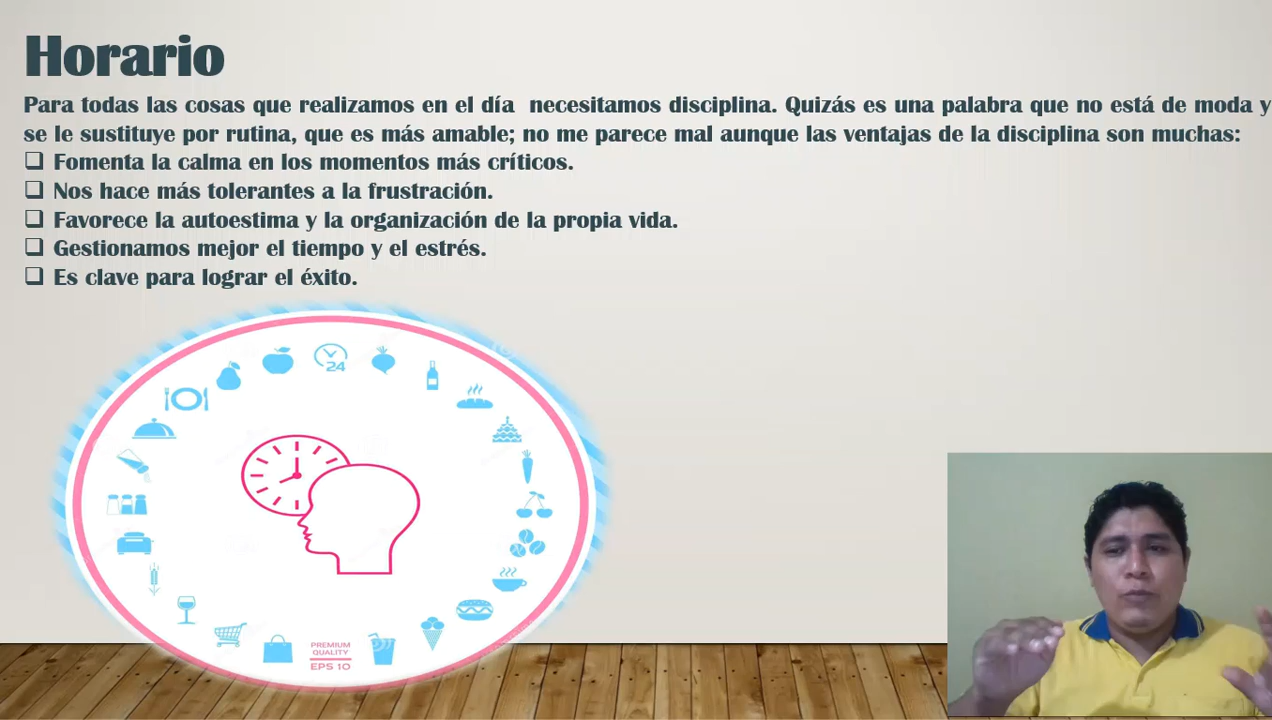 Horario
Para todas las cosas que realizamos en el día necesitamos disciplina. Quizás es una palabra que no está de moda y
se le sustituye por rutina, que es más amable; no me parece mal aunque las ventajas de la disciplina son muchas:
Fomenta la calma en los momentos más críticos.
Nos hace más tolerantes a la frustración.
Favorece la autoestima y la organización de la propia vida.
Gestionamos mejor el tiempo y el estrés.
Es clave para lograr el éxito.
24
PREMIUM
QUALITY
EPS 10